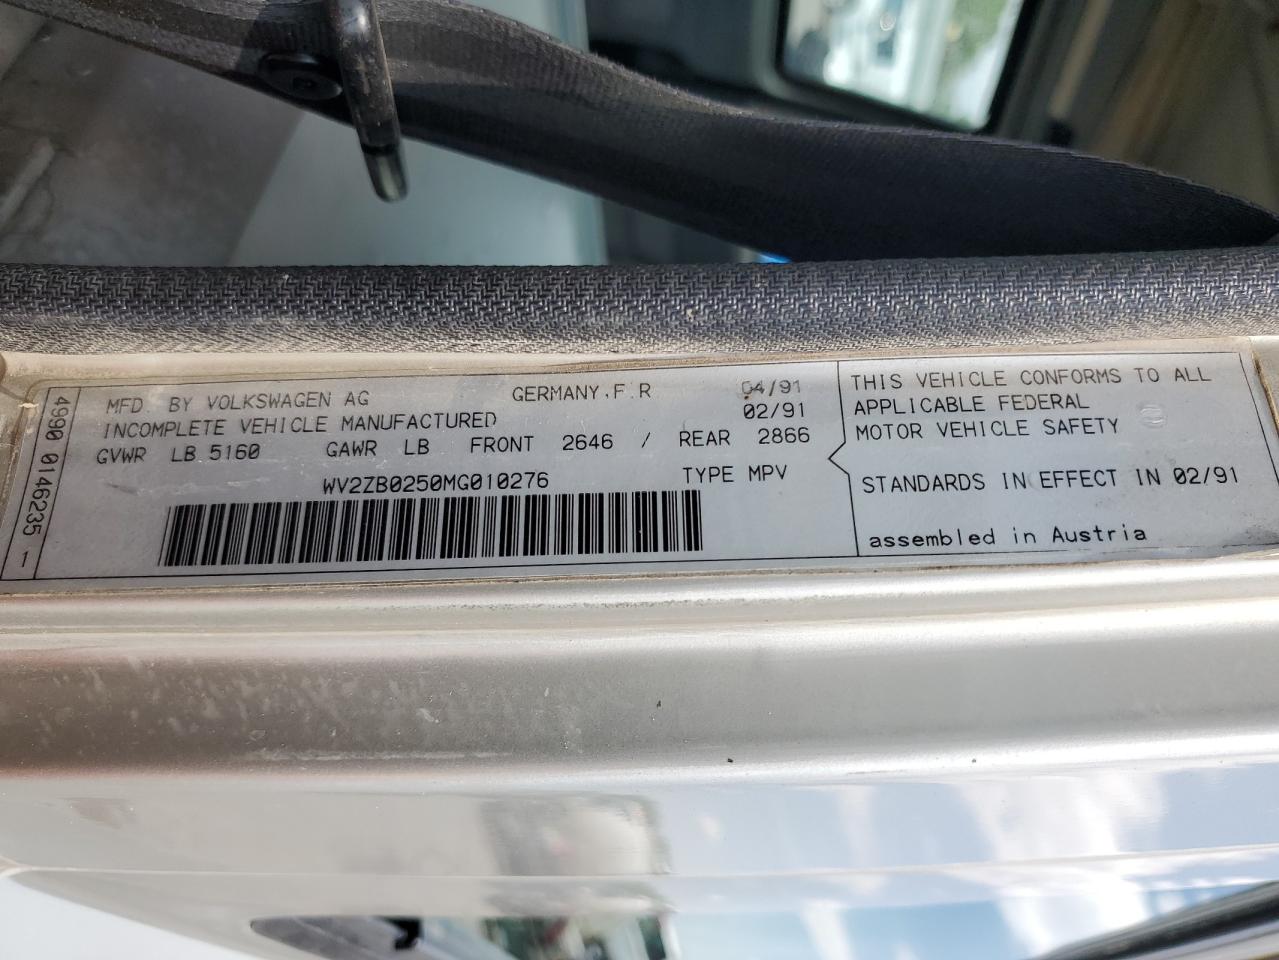 4990 0146235 1
MFD. BY VOLKSWAGEN AG GERMANY,F.R 04/91
INCOMPLETE VEHICLE MANUFACTURED 02/91
GVWR LB 5160 GAWR LB FRONT 2646 / REAR 2866
WV2ZB0250MG010276 TYPE MPV
THIS VEHICLE CONFORMS TO ALL
APPLICABLE FEDERAL
MOTOR VEHICLE SAFETY
STANDARDS IN EFFECT IN 02/91
assembled in Austria